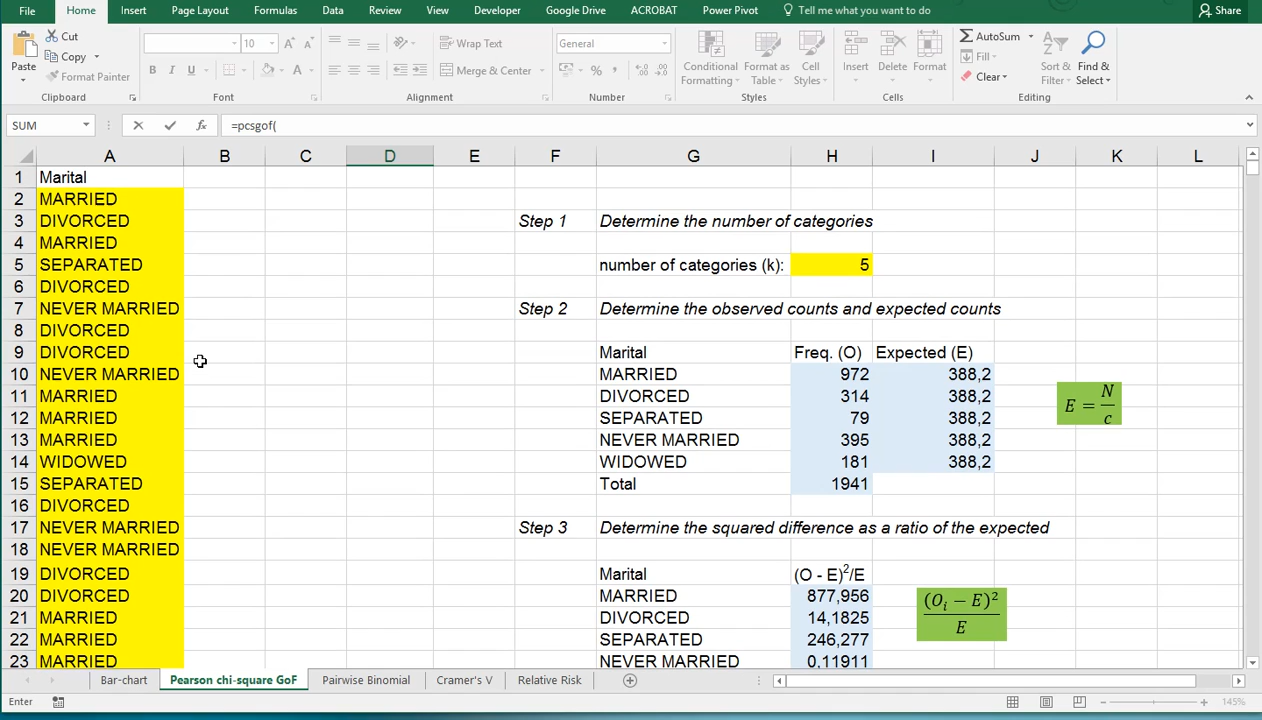 File Home Insert Page Layout Formulas Data Review View Developer Google Drive ACROBAT Power Pivot Tell me what you want to do Share
Paste Cut Copy Format Painter
Clipboard
10 A A B I U A
Font
Wrap Text Merge & Center
Alignment
General % ,
Number
Conditional Formatting Format as Table Cell Styles
Styles
Insert Delete Format
Cells
AutoSum Fill Clear Sort & Filter Find & Select
Editing
SUM fx =pcsgof(
A B C D E F G H I J K L
1 Marital
2 MARRIED
3 DIVORCED Step 1 Determine the number of categories
4 MARRIED
5 SEPARATED number of categories (k): 5
6 DIVORCED
7 NEVER MARRIED Step 2 Determine the observed counts and expected counts
8 DIVORCED
9 DIVORCED Marital Freq. (O) Expected (E)
10 NEVER MARRIED MARRIED 972 388,2
11 MARRIED DIVORCED 314 388,2 E = N/c
12 MARRIED SEPARATED 79 388,2
13 MARRIED NEVER MARRIED 395 388,2
14 WIDOWED WIDOWED 181 388,2
15 SEPARATED Total 1941
16 DIVORCED
17 NEVER MARRIED Step 3 Determine the squared difference as a ratio of the expected
18 NEVER MARRIED
19 DIVORCED Marital (O - E)²/E
20 DIVORCED MARRIED 877,956 (Oᵢ − E)²/E
21 MARRIED DIVORCED 14,1825
22 MARRIED SEPARATED 246,277
23 MARRIED NEVER MARRIED 0,11911
Bar-chart Pearson chi-square GoF Pairwise Binomial Cramer's V Relative Risk
Enter 145%